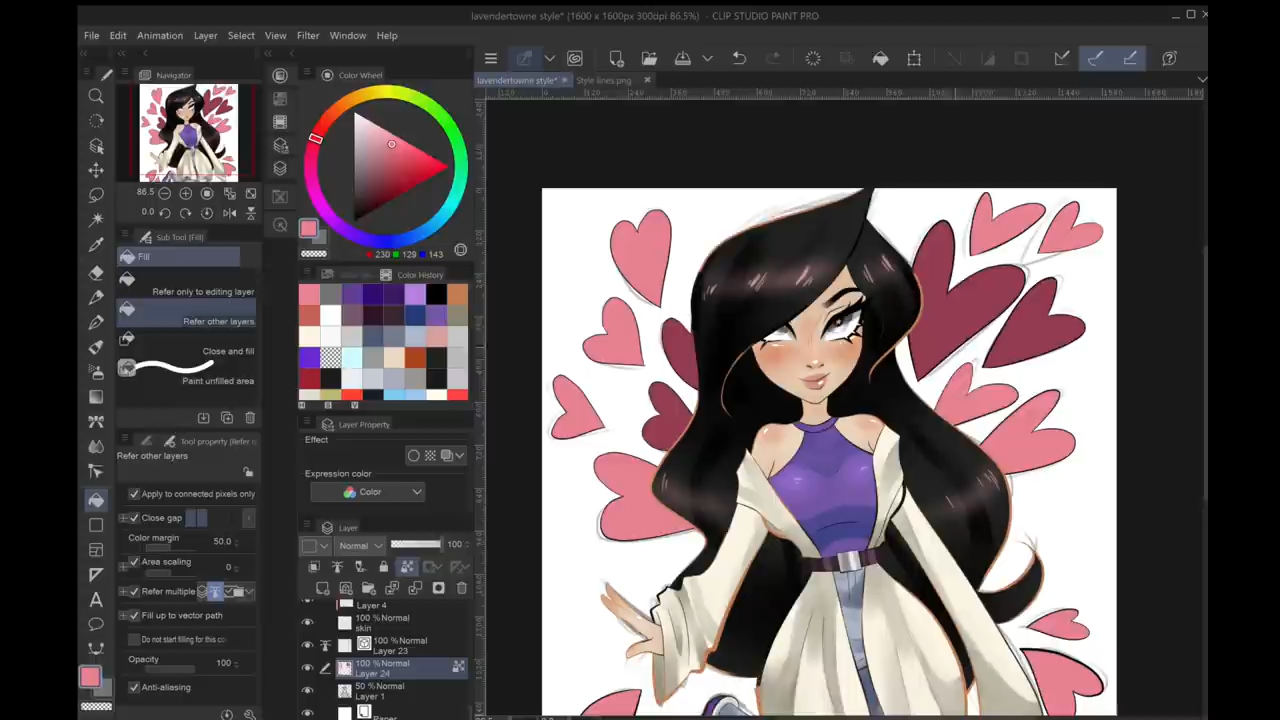 lavendertowne style* (1600 x 1600px 300dpi 86.5%) - CLIP STUDIO PAINT PRO
File Edit Animation Layer Select View Filter Window Help
Navigator
Color Wheel
lavendertowne style*
Style lines.png
86.5
0.0
Sub Tool (Fill)
Fill
Refer only to editing layer
Refer other layers
Close and fill
Paint unfilled area
230 129 143
Color History
H S V
Tool property (Refer o
Refer other layers
Apply to connected pixels only
Close gap
Color margin 50.0
Area scaling 0
Refer multiple
Fill up to vector path
Do not start filling for this co
Opacity 100
Anti-aliasing
Layer Property
Effect
Expression color
Color
Layer
Normal 100
Layer 4
100 % Normal
skin
100 % Normal
Layer 23
100 % Normal
Layer 24
50 % Normal
Layer 1
Paper